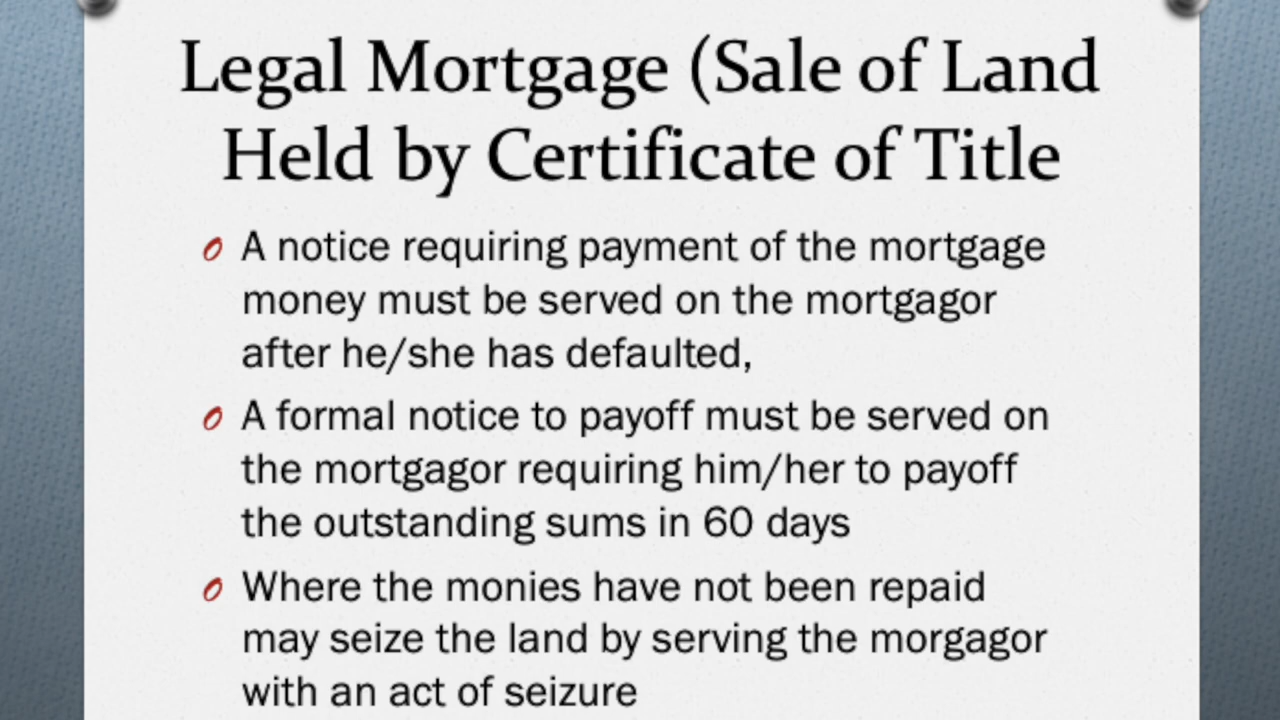 Legal Mortgage (Sale of Land
Held by Certificate of Title
A notice requiring payment of the mortgage
money must be served on the mortgagor
after he/she has defaulted,
A formal notice to payoff must be served on
the mortgagor requiring him/her to payoff
the outstanding sums in 60 days
Where the monies have not been repaid
may seize the land by serving the morgagor
with an act of seizure